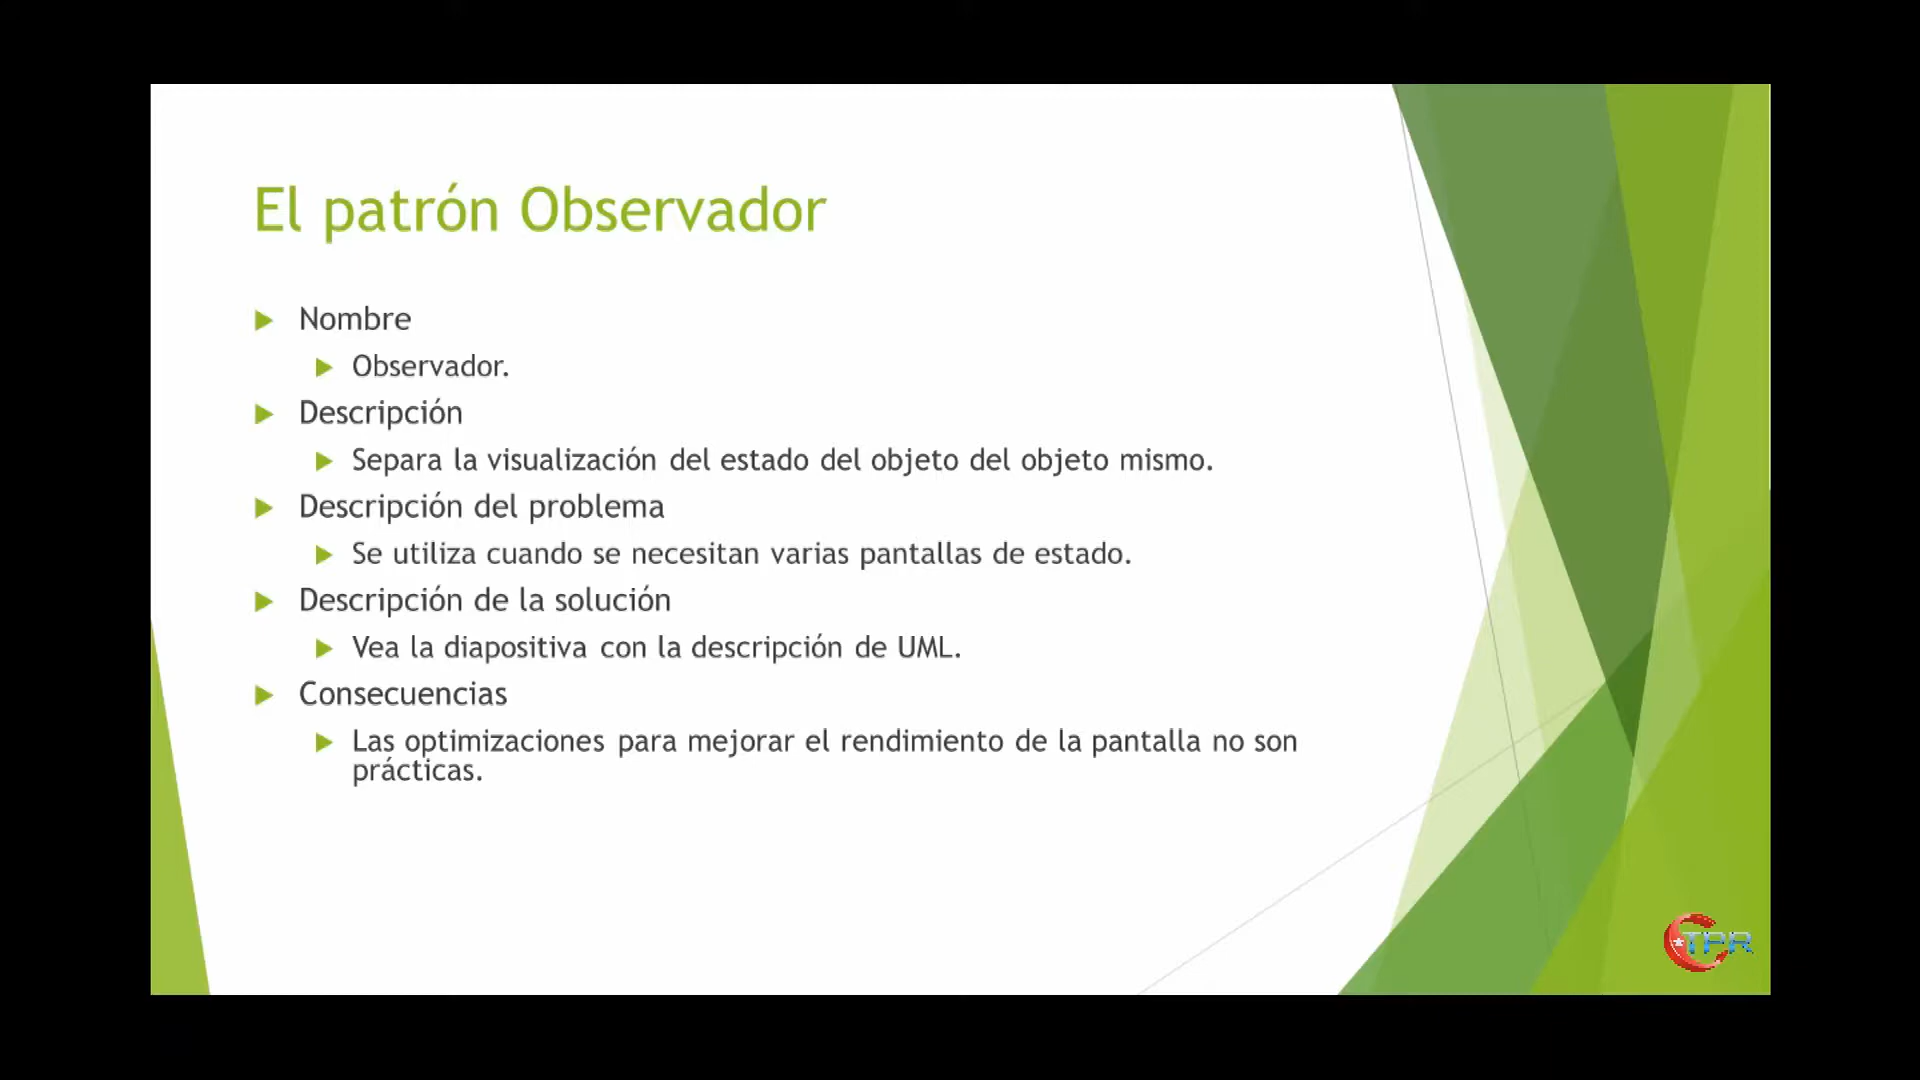 El patrón Observador
Nombre
Observador.
Descripción
Separa la visualización del estado del objeto del objeto mismo.
Descripción del problema
Se utiliza cuando se necesitan varias pantallas de estado.
Descripción de la solución
Vea la diapositiva con la descripción de UML.
Consecuencias
Las optimizaciones para mejorar el rendimiento de la pantalla no son
prácticas.
CTPR